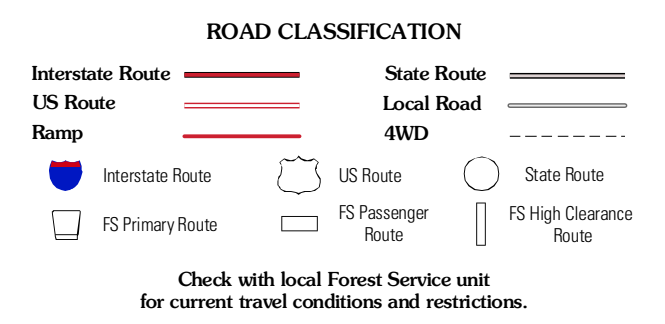 ROAD CLASSIFICATION
Interstate Route
State Route
US Route
Local Road
Ramp
4WD
Interstate Route
US Route
State Route
FS Primary Route
FS Passenger
Route
FS High Clearance
Route
Check with local Forest Service unit
for current travel conditions and restrictions.